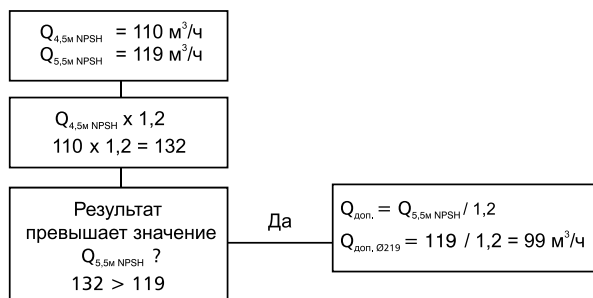 Q4,5м NPSH = 110 м³/ч
Q5,5м NPSH = 119 м³/ч
Q4,5м NPSH x 1,2
110 x 1,2 = 132
Результат
превышает значение
Q5,5м NPSH ?
132 > 119
Да
Qдоп. = Q5,5м NPSH / 1,2
Qдоп. Ø219 = 119 / 1,2 = 99 м³/ч